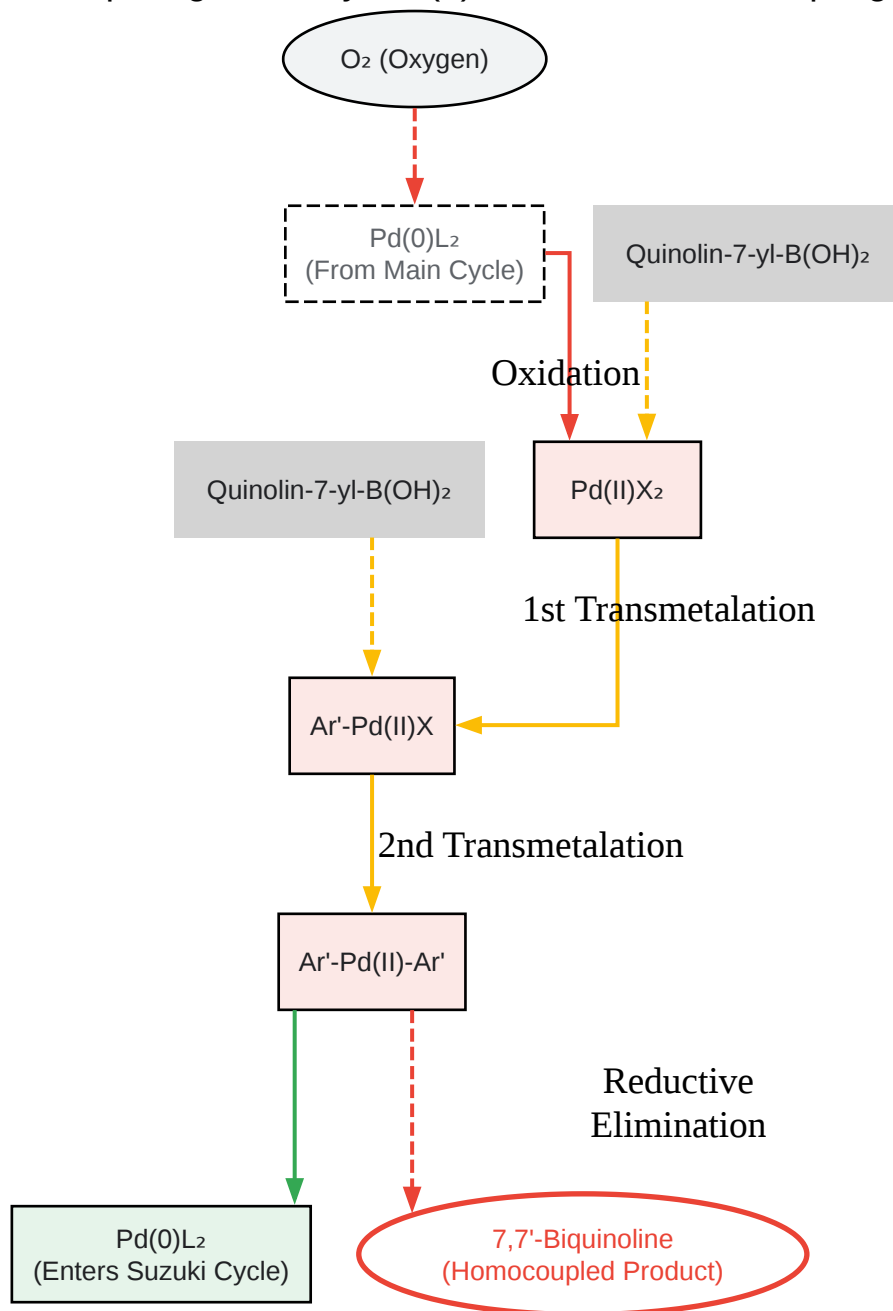 O₂ (Oxygen)
Pd(0)L₂
(From Main Cycle)
Quinolin-7-yl-B(OH)₂
Oxidation
Quinolin-7-yl-B(OH)₂
Pd(II)X₂
1st Transmetalation
Ar'-Pd(II)X
2nd Transmetalation
Ar'-Pd(II)-Ar'
Reductive
Elimination
Pd(0)L₂
(Enters Suzuki Cycle)
7,7'-Biquinoline
(Homocoupled Product)